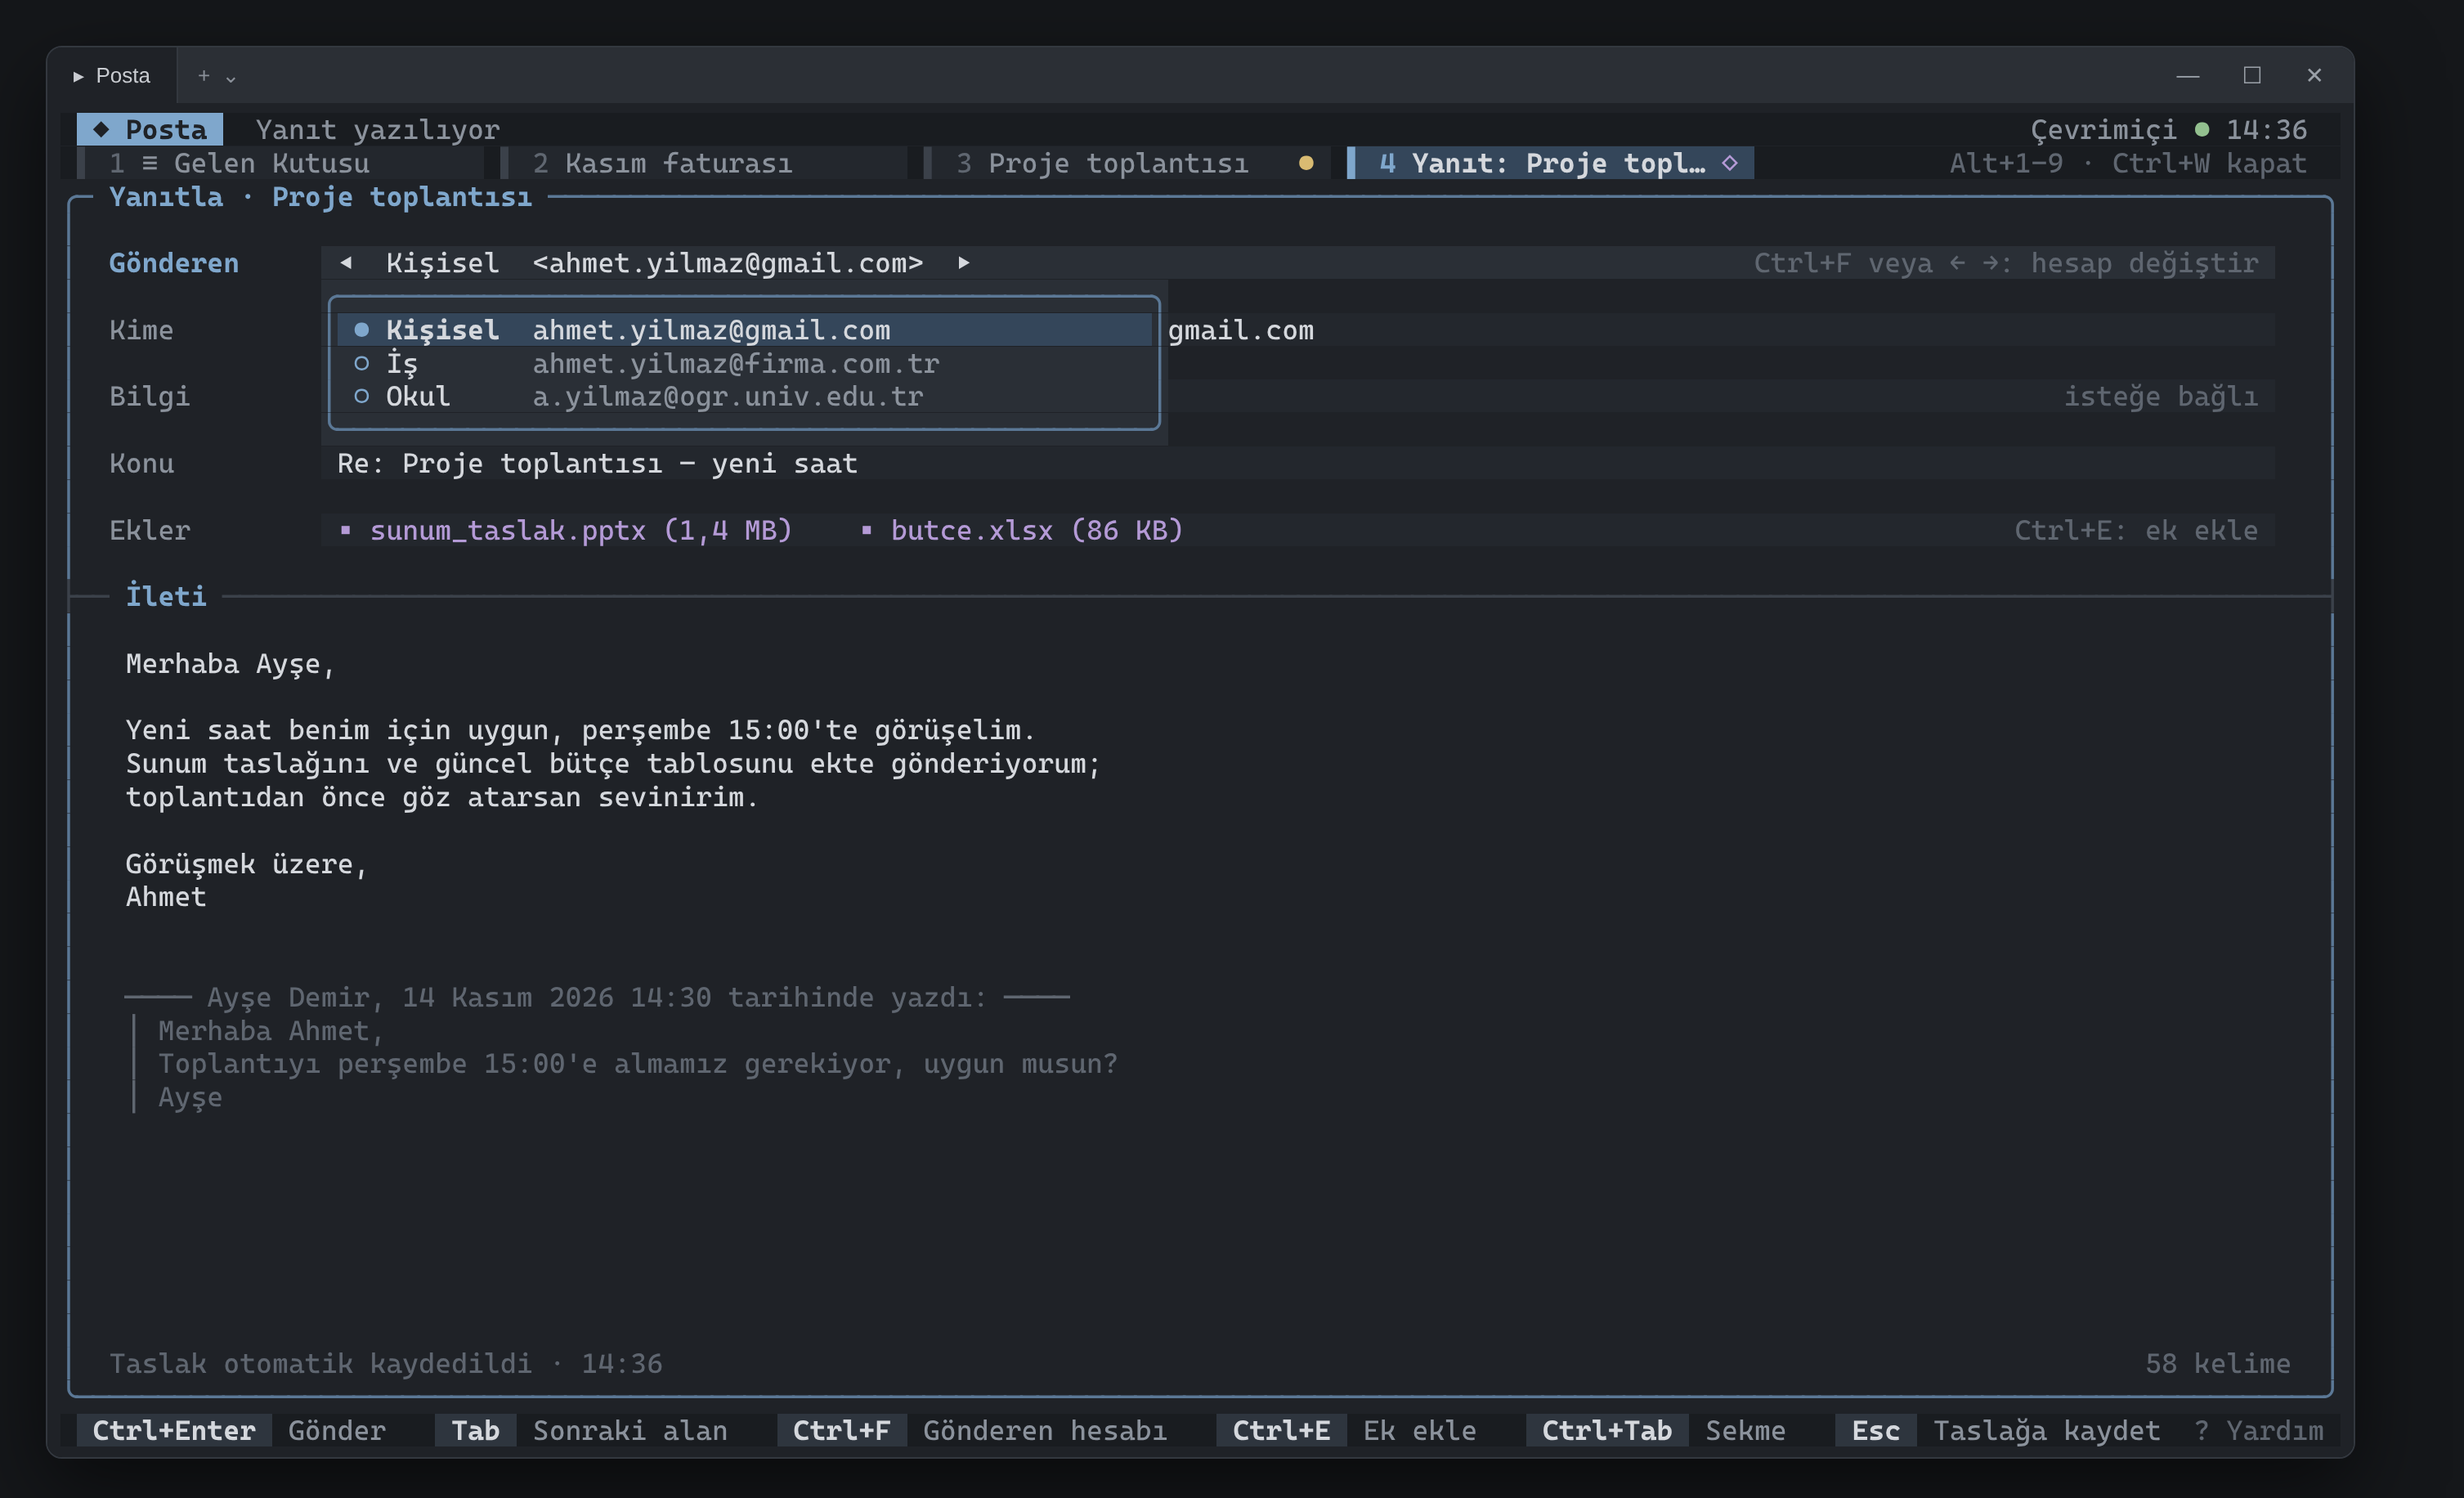 ▸ Posta + ⌄ — ☐ ✕
◆ Posta Yanıt yazılıyor Çevrimiçi ● 14:36
1 ≡ Gelen Kutusu 2 Kasım faturası 3 Proje toplantısı ● 4 Yanıt: Proje topl… ◇ Alt+1-9 · Ctrl+W kapat
Yanıtla · Proje toplantısı
Gönderen ◂ Kişisel <ahmet.yilmaz@gmail.com> ▸ Ctrl+F veya ← →: hesap değiştir
Kime ● Kişisel ahmet.yilmaz@gmail.com gmail.com
○ İş ahmet.yilmaz@firma.com.tr
Bilgi ○ Okul a.yilmaz@ogr.univ.edu.tr isteğe bağlı
Konu Re: Proje toplantısı — yeni saat
Ekler ▪ sunum_taslak.pptx (1,4 MB) ▪ butce.xlsx (86 KB) Ctrl+E: ek ekle
İleti
Merhaba Ayşe,
Yeni saat benim için uygun, perşembe 15:00'te görüşelim.
Sunum taslağını ve güncel bütçe tablosunu ekte gönderiyorum;
toplantıdan önce göz atarsan sevinirim.
Görüşmek üzere,
Ahmet
──── Ayşe Demir, 14 Kasım 2026 14:30 tarihinde yazdı: ────
│ Merhaba Ahmet,
│ Toplantıyı perşembe 15:00'e almamız gerekiyor, uygun musun?
│ Ayşe
Taslak otomatik kaydedildi · 14:36 58 kelime
Ctrl+Enter Gönder Tab Sonraki alan Ctrl+F Gönderen hesabı Ctrl+E Ek ekle Ctrl+Tab Sekme Esc Taslağa kaydet ? Yardım